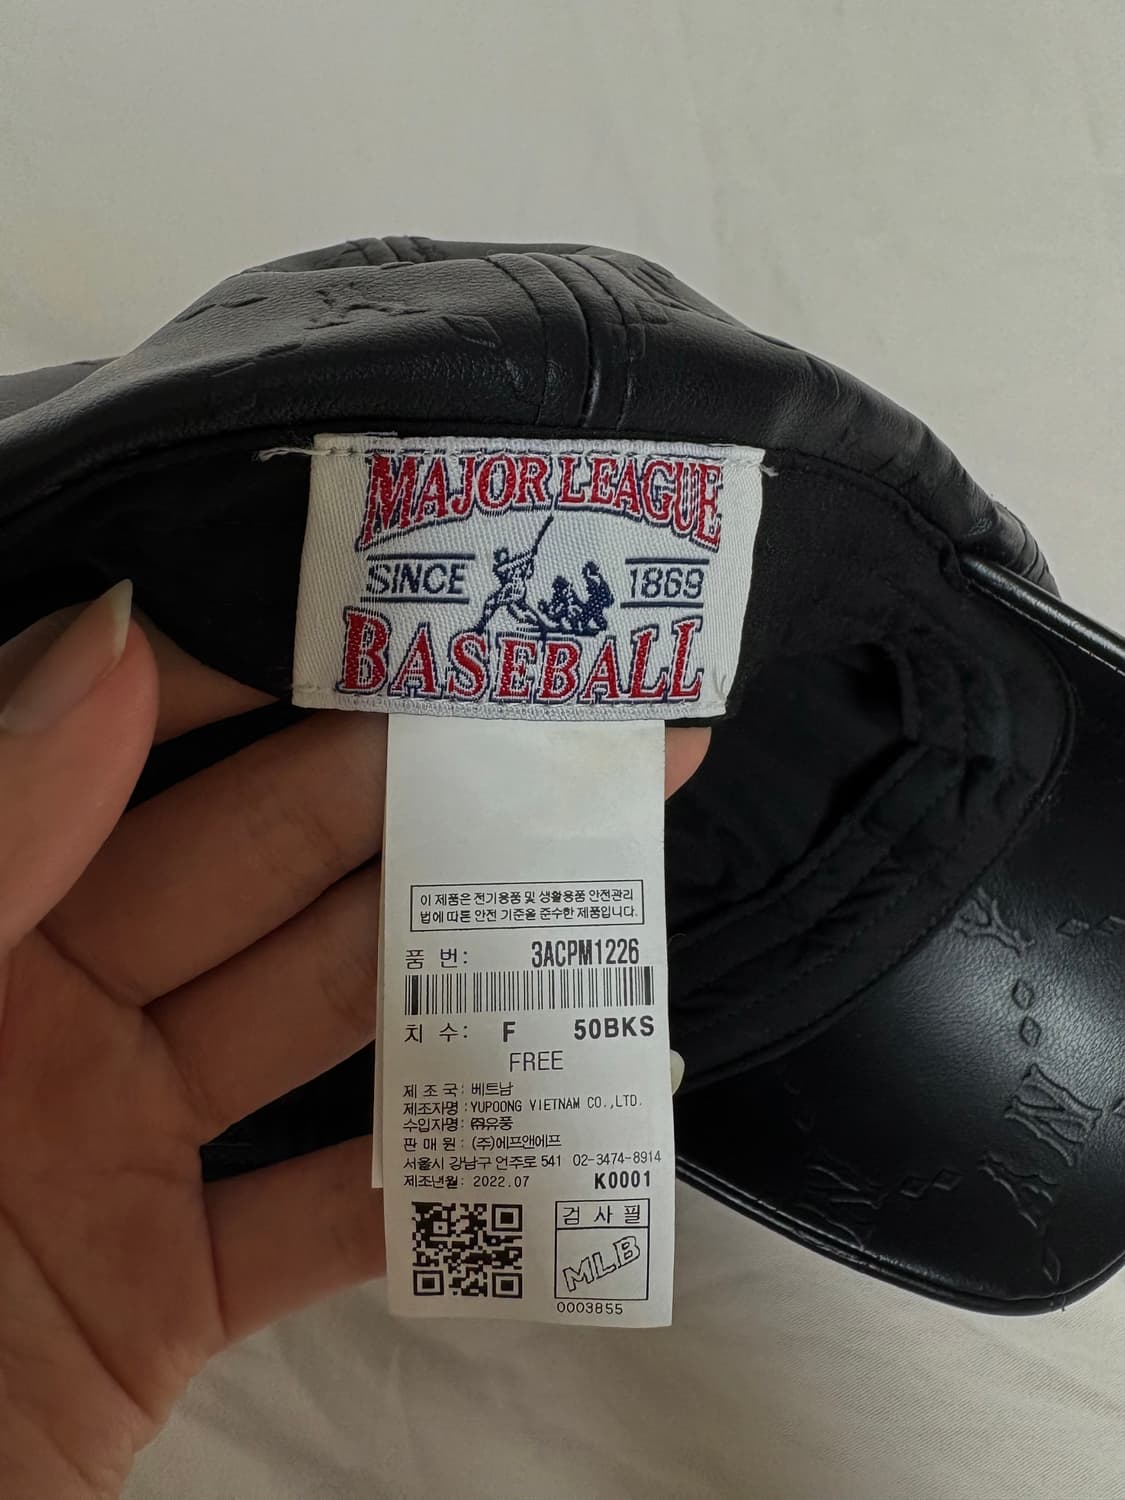 MAJOR LEAGUE
SINCE 1869
BASEBALL
이 제품은 전기용품 및 생활용품 안전관리
법에 따른 안전 기준을 준수한 제품입니다.
품 번: 3ACPM1226
치 수: F 50BKS
FREE
제 조 국: 베트남
제조자명: YUPOONG VIETNAM CO.,LTD.
수입자명: ㈜유풍
판 매 원: (주)에프앤에프
서울시 강남구 언주로 541 02-3474-8914
제조년월: 2022.07 K0001
검 사 필
MLB
0003855